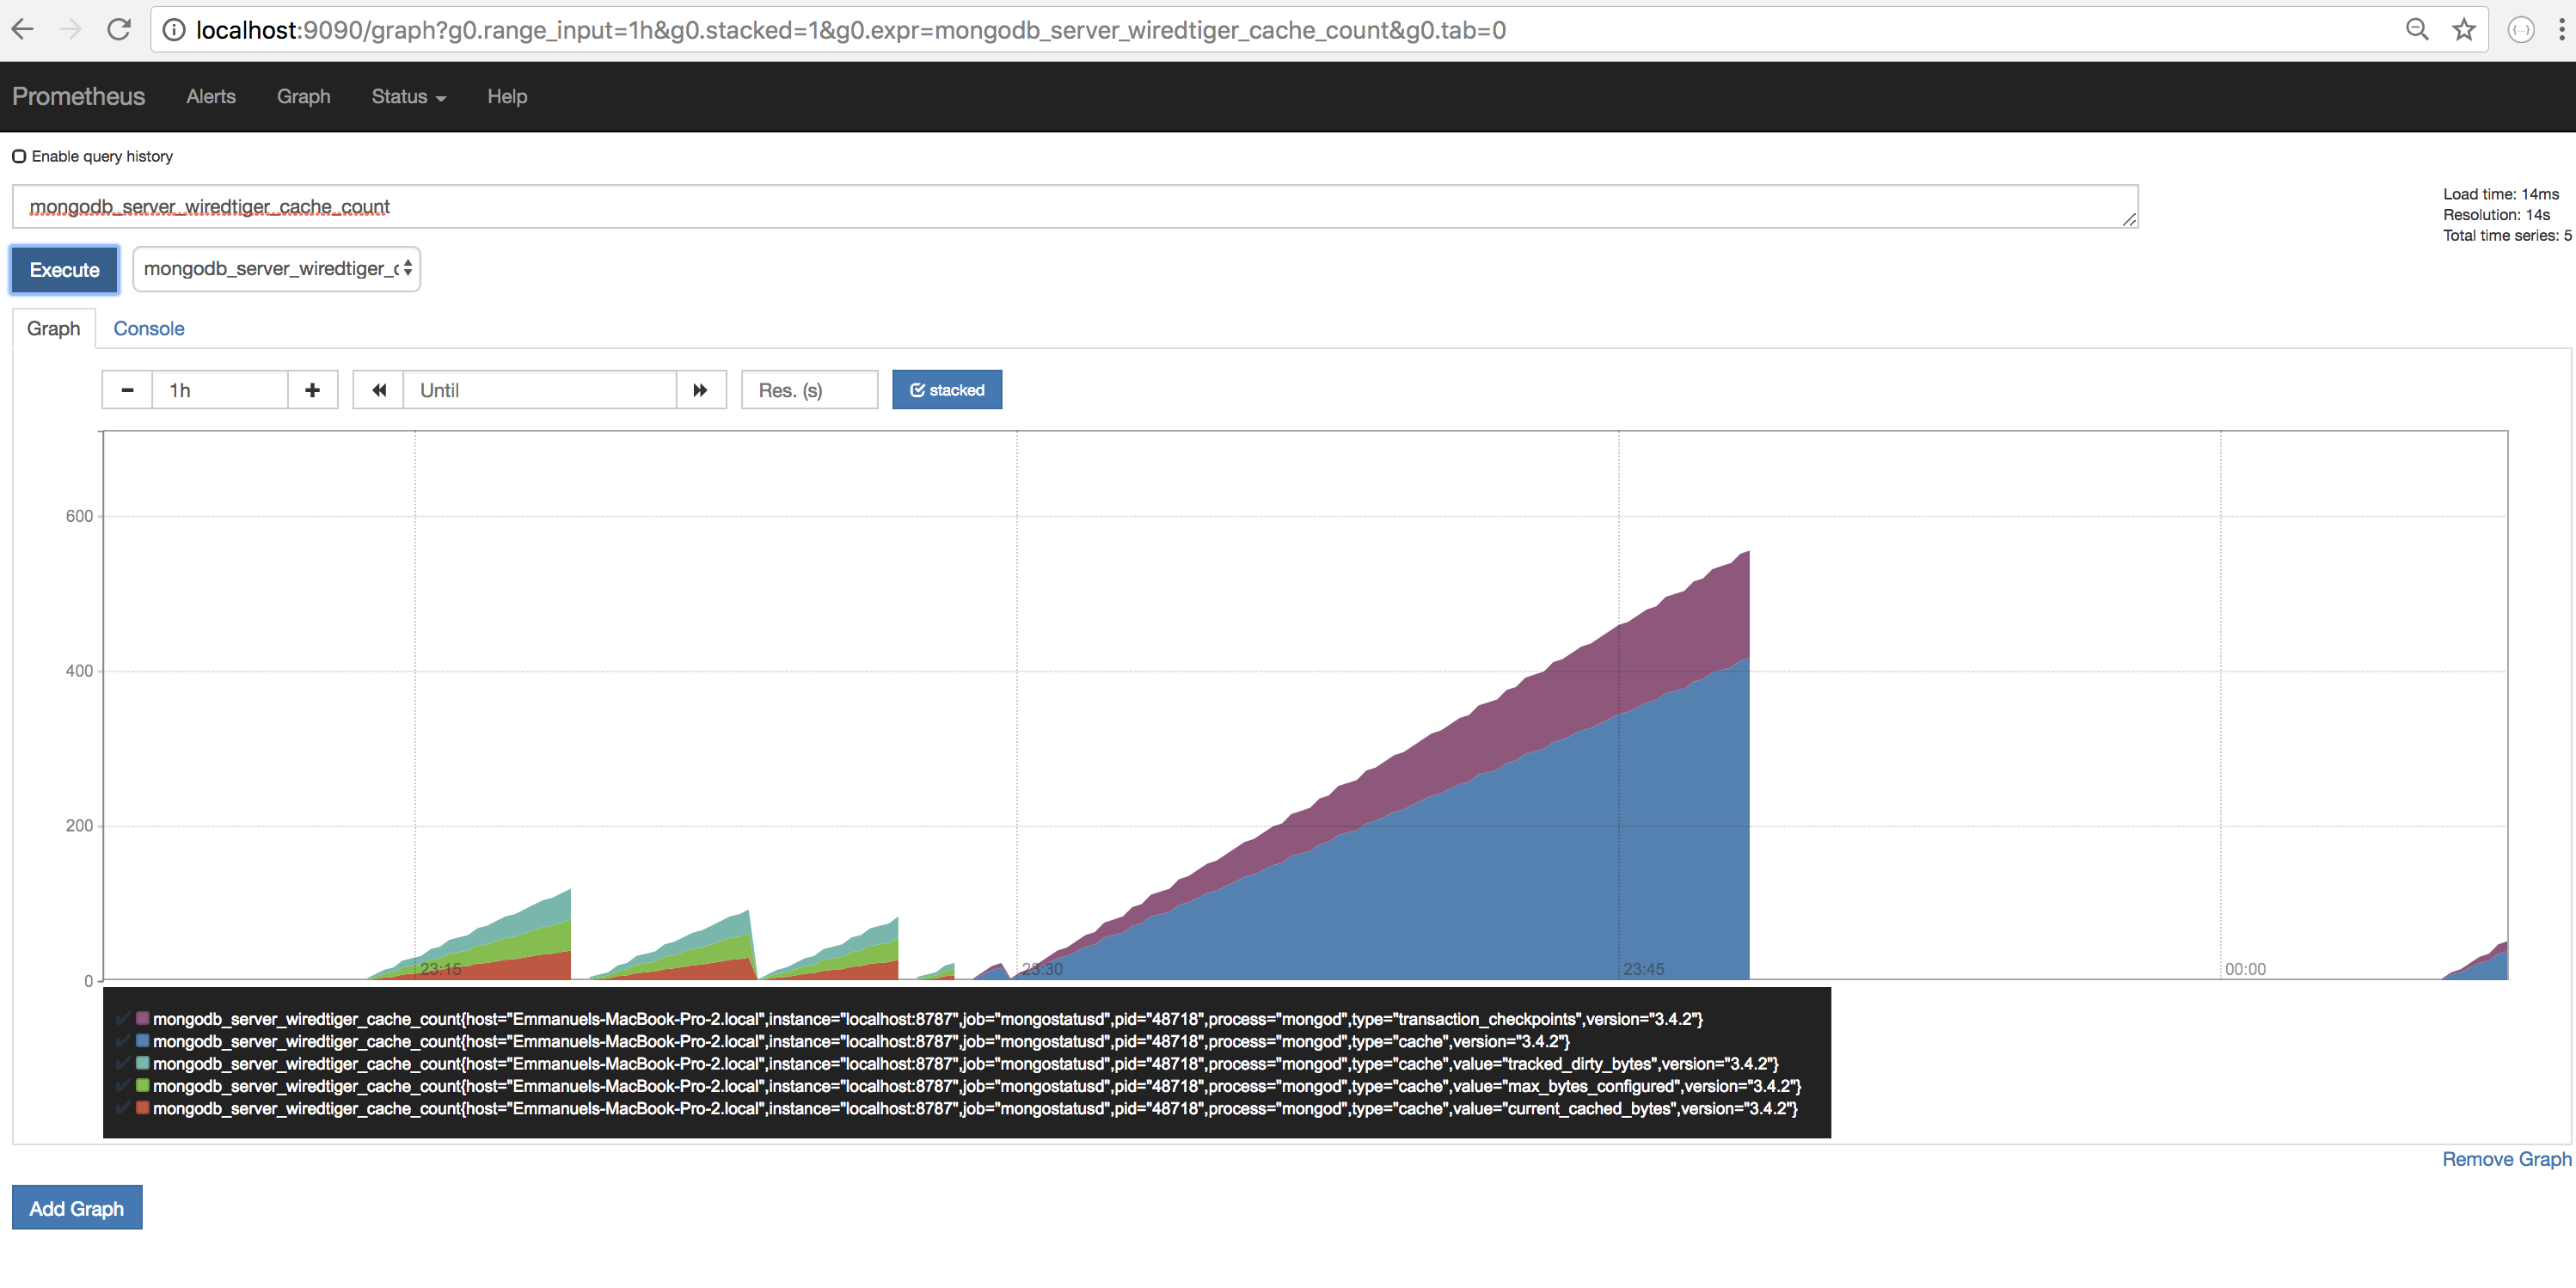 localhost:9090/graph?g0.range_input=1h&g0.stacked=1&g0.expr=mongodb_server_wiredtiger_cache_count&g0.tab=0
Prometheus Alerts Graph Status Help
Enable query history
mongodb_server_wiredtiger_cache_count
Load time: 14ms
Resolution: 14s
Total time series: 5
Execute mongodb_server_wiredtiger_c
Graph Console
1h Until Res. (s) stacked
600
400
200
0
23:15 23:30 23:45 00:00
mongodb_server_wiredtiger_cache_count{host="Emmanuels-MacBook-Pro-2.local",instance="localhost:8787",job="mongostatusd",pid="48718",process="mongod",type="transaction_checkpoints",version="3.4.2"}
mongodb_server_wiredtiger_cache_count{host="Emmanuels-MacBook-Pro-2.local",instance="localhost:8787",job="mongostatusd",pid="48718",process="mongod",type="cache",version="3.4.2"}
mongodb_server_wiredtiger_cache_count{host="Emmanuels-MacBook-Pro-2.local",instance="localhost:8787",job="mongostatusd",pid="48718",process="mongod",type="cache",value="tracked_dirty_bytes",version="3.4.2"}
mongodb_server_wiredtiger_cache_count{host="Emmanuels-MacBook-Pro-2.local",instance="localhost:8787",job="mongostatusd",pid="48718",process="mongod",type="cache",value="max_bytes_configured",version="3.4.2"}
mongodb_server_wiredtiger_cache_count{host="Emmanuels-MacBook-Pro-2.local",instance="localhost:8787",job="mongostatusd",pid="48718",process="mongod",type="cache",value="current_cached_bytes",version="3.4.2"}
Remove Graph
Add Graph